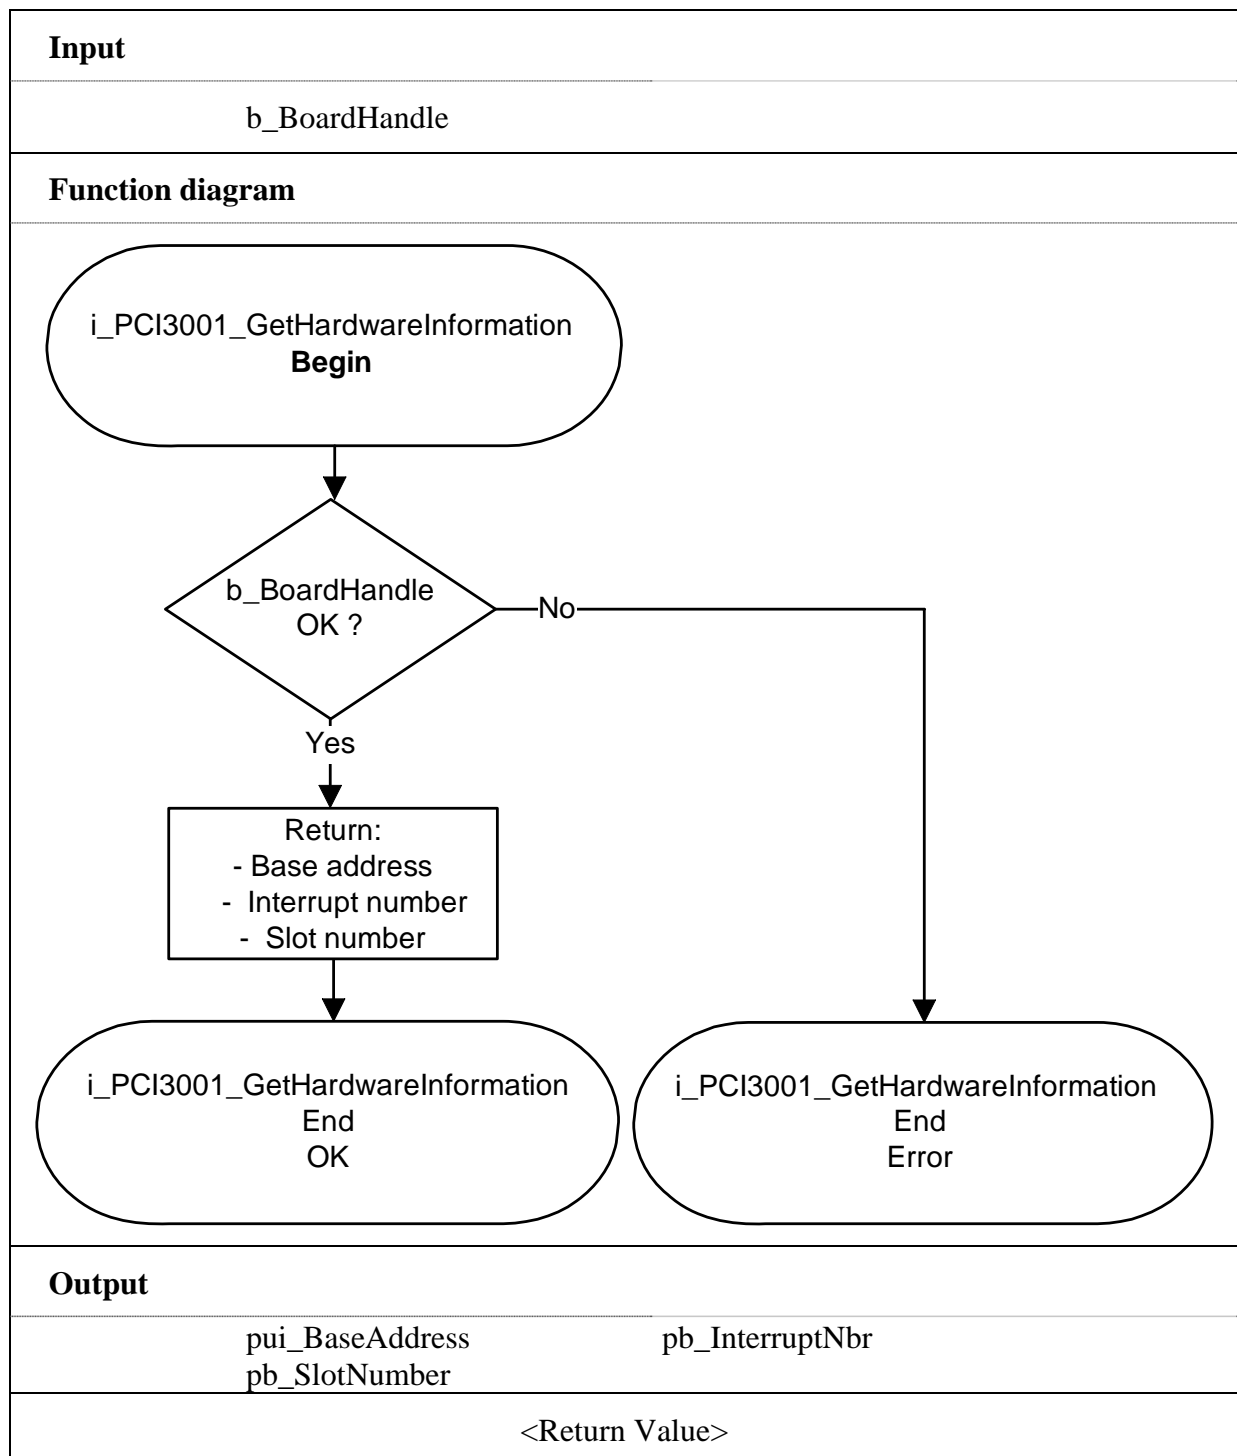 Input
b_BoardHandle
Function diagram
i_PCI3001_GetHardwareInformation
Begin
b_BoardHandle
OK ?
No
Yes
Return:
- Base address
- Interrupt number
- Slot number
i_PCI3001_GetHardwareInformation
End
OK
i_PCI3001_GetHardwareInformation
End
Error
Output
pui_BaseAddress pb_InterruptNbr
pb_SlotNumber
<Return Value>